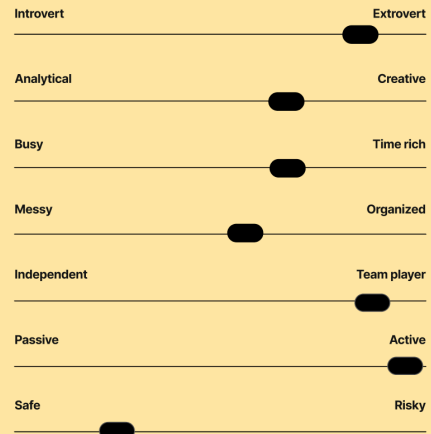 Introvert Extrovert
Analytical Creative
Busy Time rich
Messy Organized
Independent Team player
Passive Active
Safe Risky